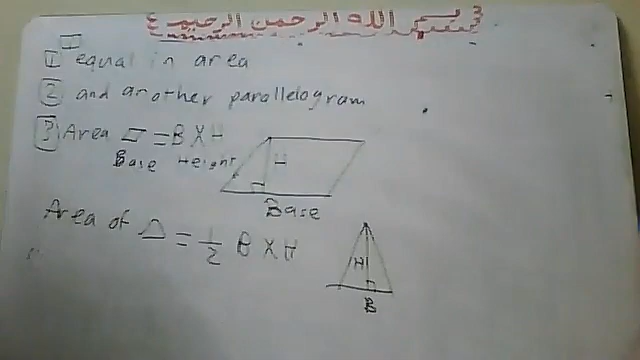 بسم الله الرحمن الرحيم
1 equal in area
2 and another parallelogram
3 Area ▱ = B X H
Base Height
H
Base
Area of △ = 1/2 B X H
H
B